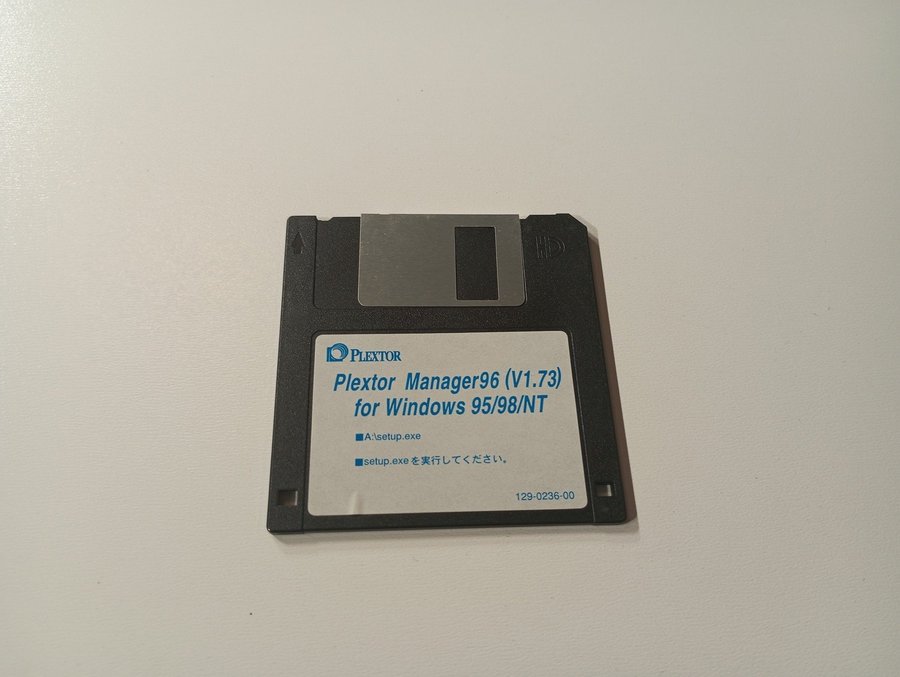 HD
PLEXTOR
Plextor Manager96 (V1.73)
for Windows 95/98/NT
■A:\setup.exe
■setup.exeを実行してください。
129-0236-00